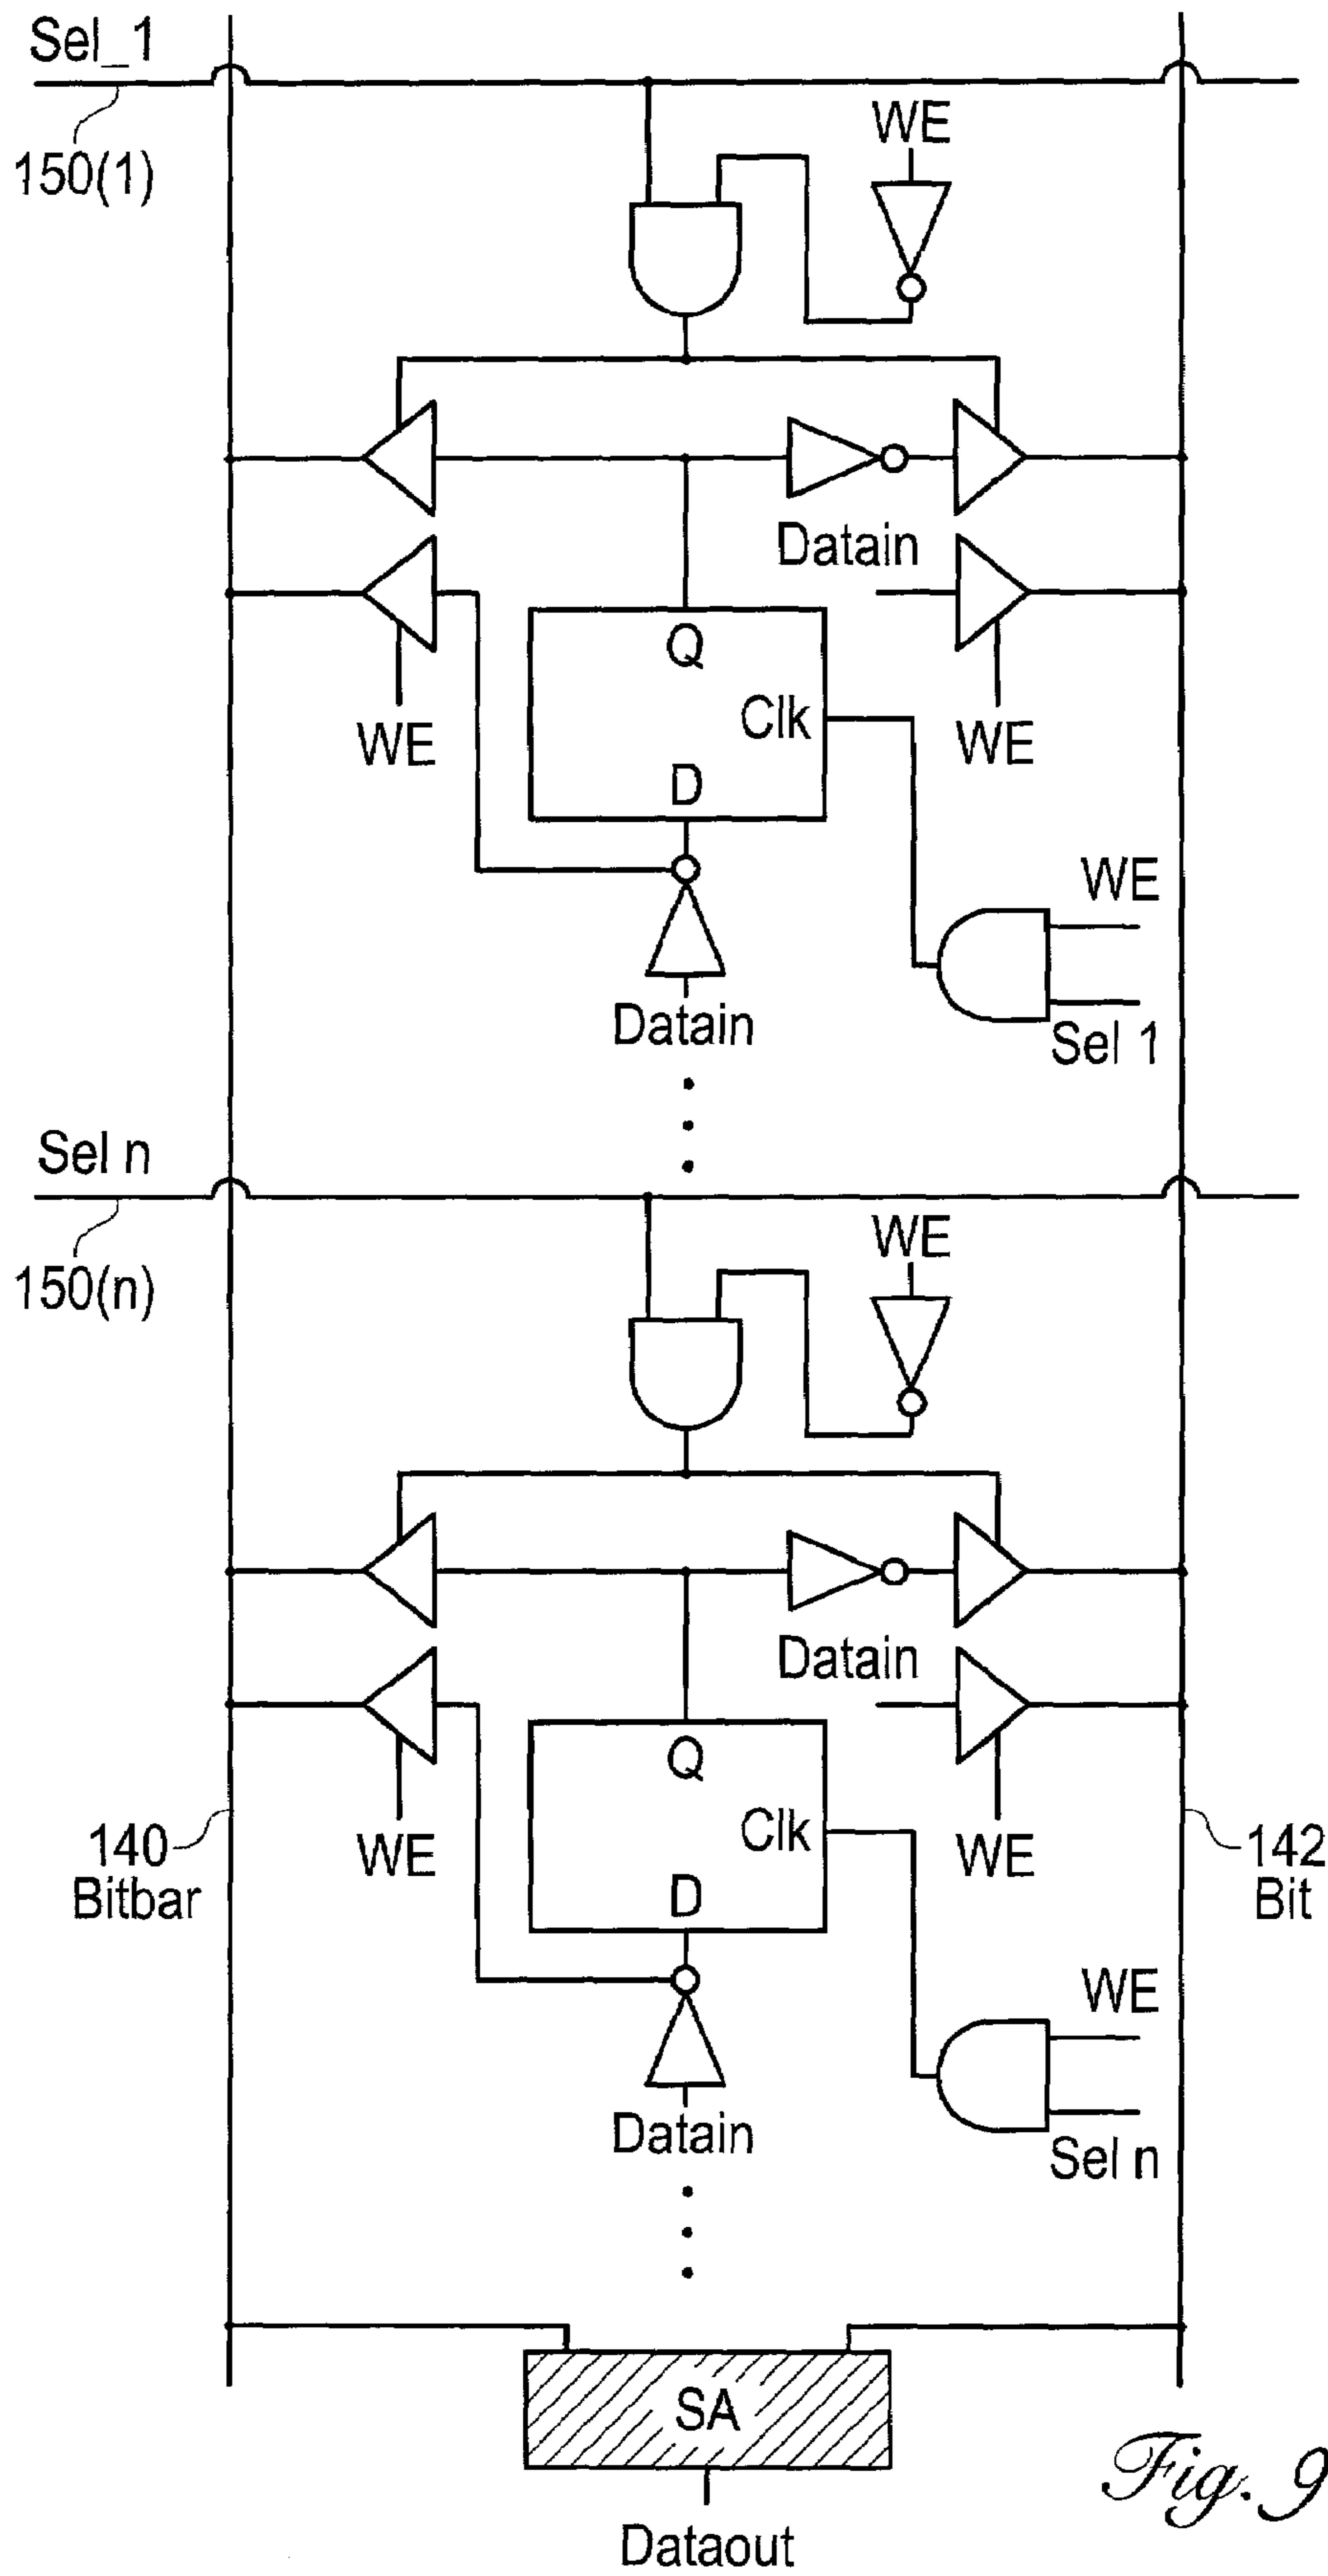 Sel_1
150(1)
WE
Datain
Q
Clk
WE
WE
D
WE
Datain
Sel 1
Sel n
150(n)
WE
Datain
Q
Clk
WE
WE
140
Bitbar
142
Bit
D
WE
Datain
Sel n
SA
Dataout
Fig. 9